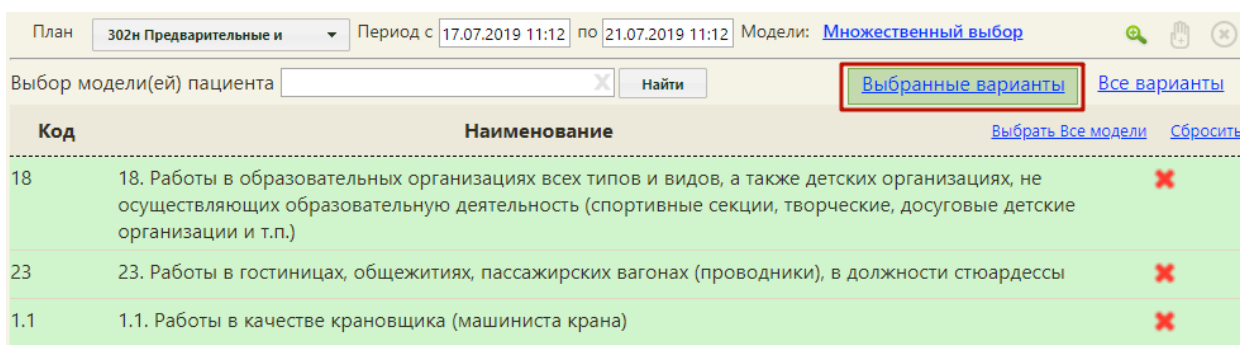 План 302н Предварительные и Период с 17.07.2019 11:12 по 21.07.2019 11:12 Модели: Множественный выбор
Выбор модели(ей) пациента Найти Выбранные варианты Все варианты
Код Наименование Выбрать Все модели Сбросить
18 18. Работы в образовательных организациях всех типов и видов, а также детских организациях, не
осуществляющих образовательную деятельность (спортивные секции, творческие, досуговые детские
организации и т.п.)
23 23. Работы в гостиницах, общежитиях, пассажирских вагонах (проводники), в должности стюардессы
1.1 1.1. Работы в качестве крановщика (машиниста крана)